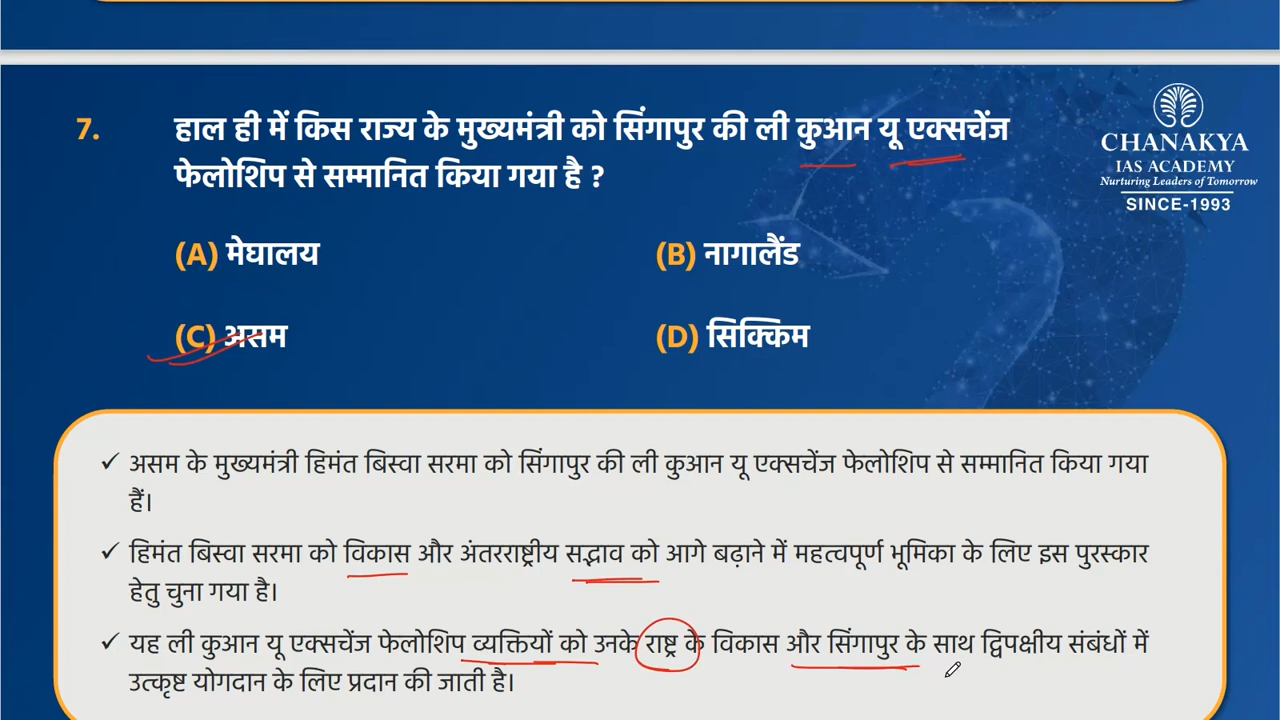 7. हाल ही में किस राज्य के मुख्यमंत्री को सिंगापुर की ली कुआन यू एक्सचेंज
फेलोशिप से सम्मानित किया गया है ?
CHANAKYA
IAS ACADEMY
Nurturing Leaders of Tomorrow
SINCE-1993
(A) मेघालय
(B) नागालैंड
(C) असम
(D) सिक्किम
✓ असम के मुख्यमंत्री हिमंत बिस्वा सरमा को सिंगापुर की ली कुआन यू एक्सचेंज फेलोशिप से सम्मानित किया गया
हैं।
✓ हिमंत बिस्वा सरमा को विकास और अंतरराष्ट्रीय सद्भाव को आगे बढ़ाने में महत्वपूर्ण भूमिका के लिए इस पुरस्कार
हेतु चुना गया है।
✓ यह ली कुआन यू एक्सचेंज फेलोशिप व्यक्तियों को उनके राष्ट्र के विकास और सिंगापुर के साथ द्विपक्षीय संबंधों में
उत्कृष्ट योगदान के लिए प्रदान की जाती है।